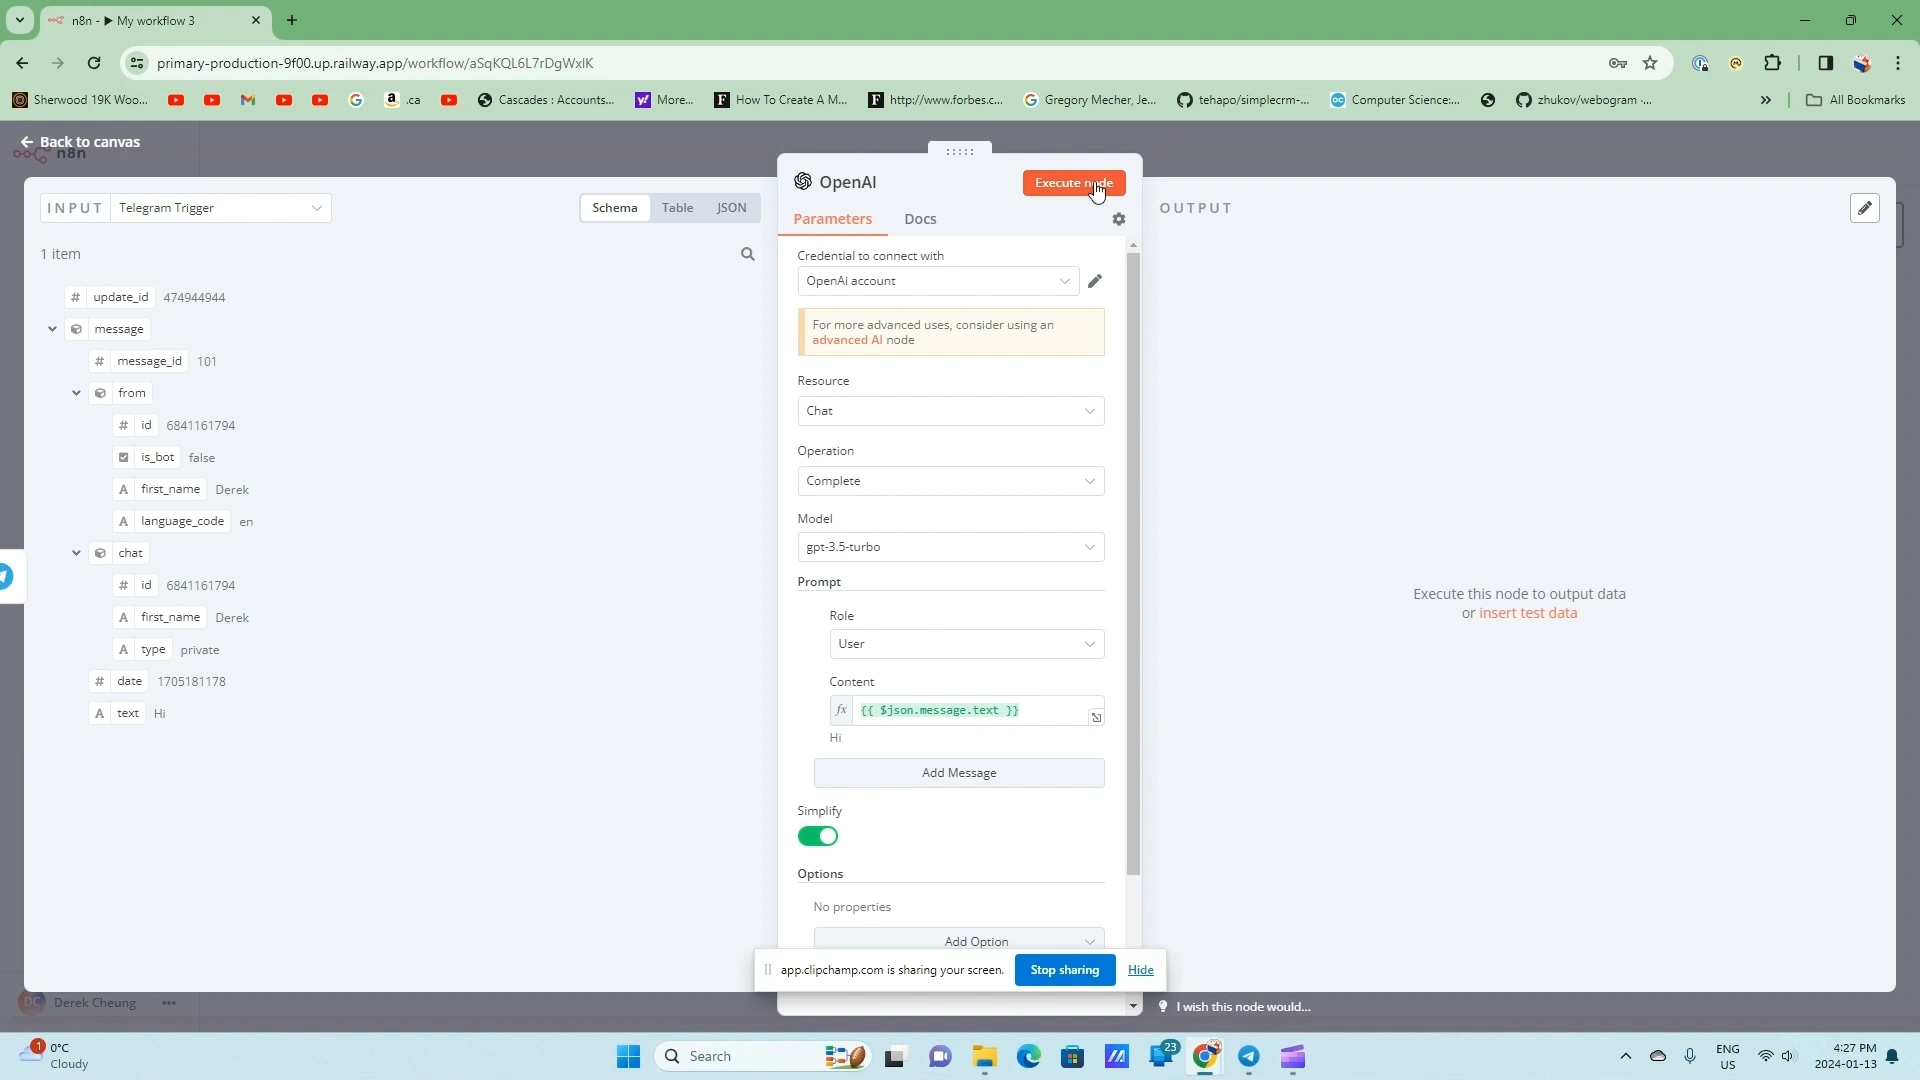 n8n - ▶ My workflow 3
primary-production-9f00.up.railway.app/workflow/aSqKQL6L7rDgWxIK
Sherwood 19K Woo...
.ca
Cascades : Accounts...
More...
How To Create A M...
http://www.forbes.c...
Gregory Mecher, Je...
tehapo/simplecrm-...
Computer Science:...
zhukov/webogram -...
All Bookmarks
Back to canvas
n8n
INPUT
Telegram Trigger
Schema
Table
JSON
1 item
# update_id 474944944
message
# message_id 101
from
# id 6841161794
is_bot false
A first_name Derek
A language_code en
chat
# id 6841161794
A first_name Derek
A type private
# date 1705181178
A text Hi
OpenAI
Execute node
Parameters
Docs
Credential to connect with
OpenAi account
For more advanced uses, consider using an
advanced AI node
Resource
Chat
Operation
Complete
Model
gpt-3.5-turbo
Prompt
Role
User
Content
fx {{ $json.message.text }}
Hi
Add Message
Simplify
Options
No properties
Add Option
OUTPUT
Execute this node to output data
or insert test data
app.clipchamp.com is sharing your screen.
Stop sharing
Hide
I wish this node would...
DC Derek Cheung
1
0°C
Cloudy
Search
23
ENG
US
4:27 PM
2024-01-13